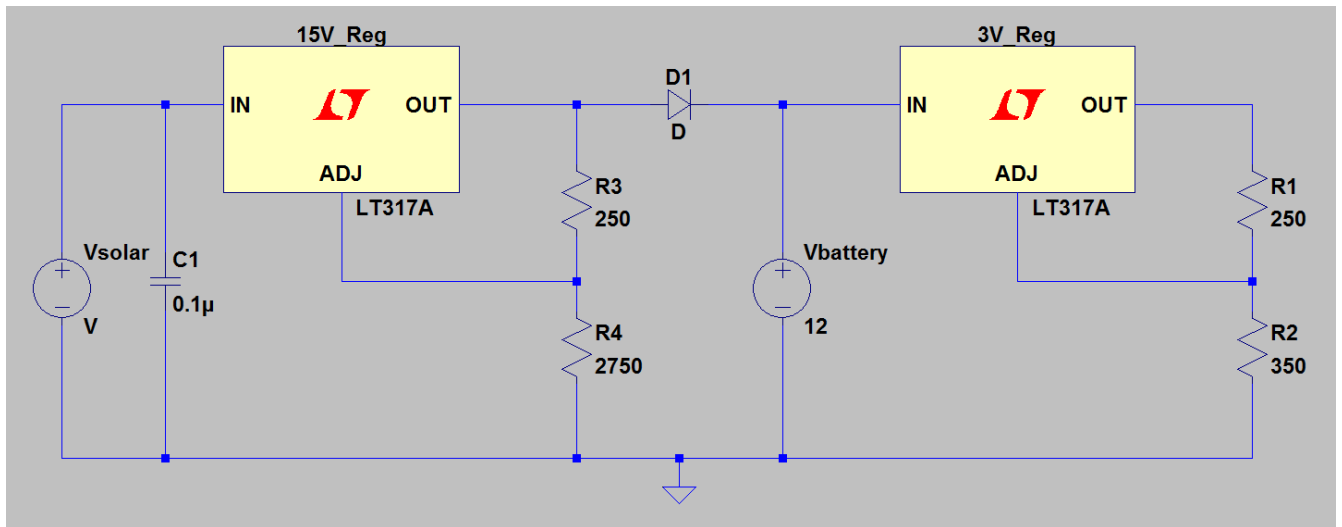 15V_Reg
IN
OUT
ADJ
LT317A
D1
D
3V_Reg
IN
OUT
ADJ
LT317A
R3
250
R1
250
Vsolar
V
C1
0.1µ
R4
2750
Vbattery
12
R2
350